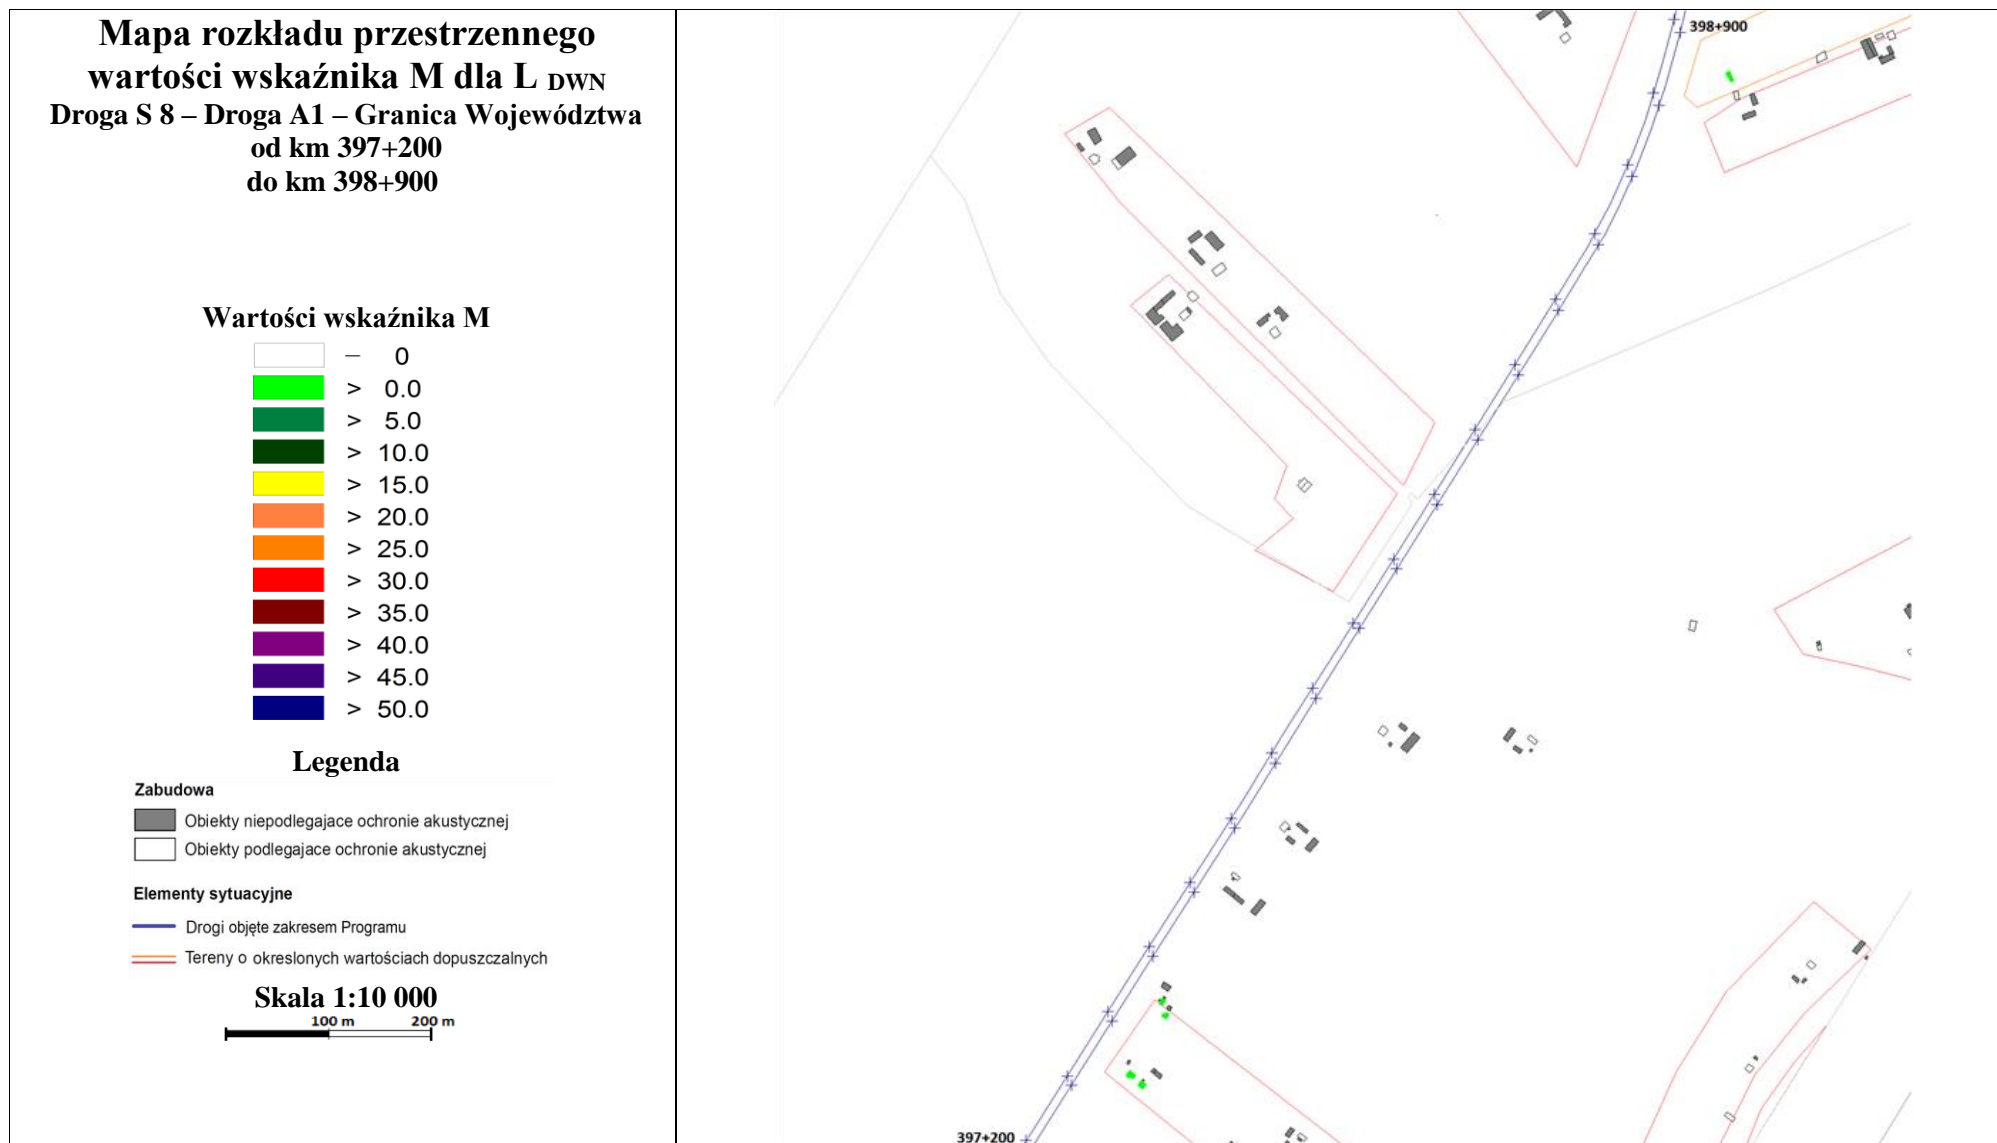 Mapa rozkładu przestrzennego
wartości wskaźnika M dla L DWN
Droga S 8 – Droga A1 – Granica Województwa
od km 397+200
do km 398+900
Wartości wskaźnika M
– 0
> 0.0
> 5.0
> 10.0
> 15.0
> 20.0
> 25.0
> 30.0
> 35.0
> 40.0
> 45.0
> 50.0
Legenda
Zabudowa
Obiekty niepodlegajace ochronie akustycznej
Obiekty podlegajace ochronie akustycznej
Elementy sytuacyjne
Drogi objęte zakresem Programu
Tereny o okreslonych wartościach dopuszczalnych
Skala 1:10 000
100 m 200 m
398+900
397+200